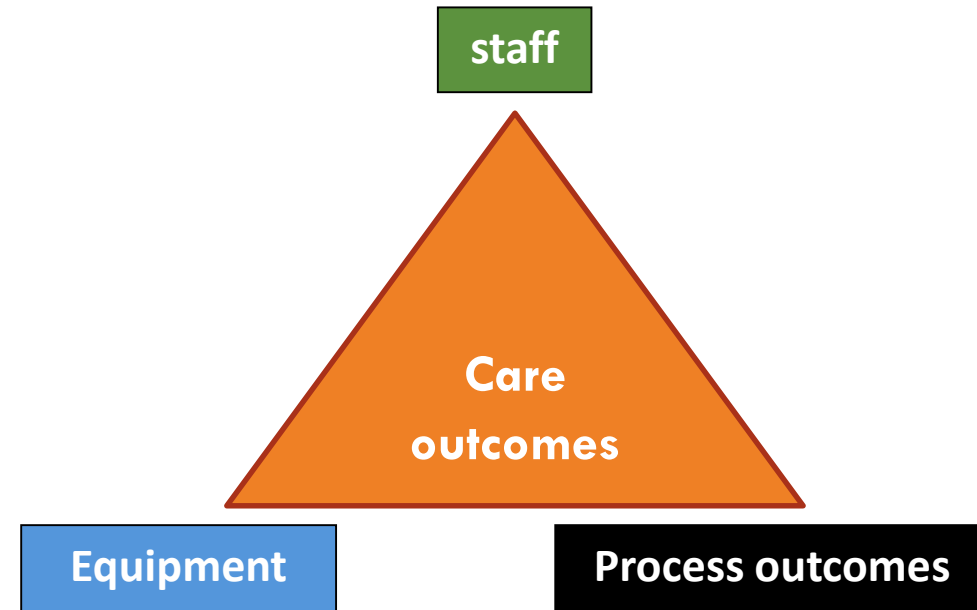 staff
Care
outcomes
Equipment
Process outcomes